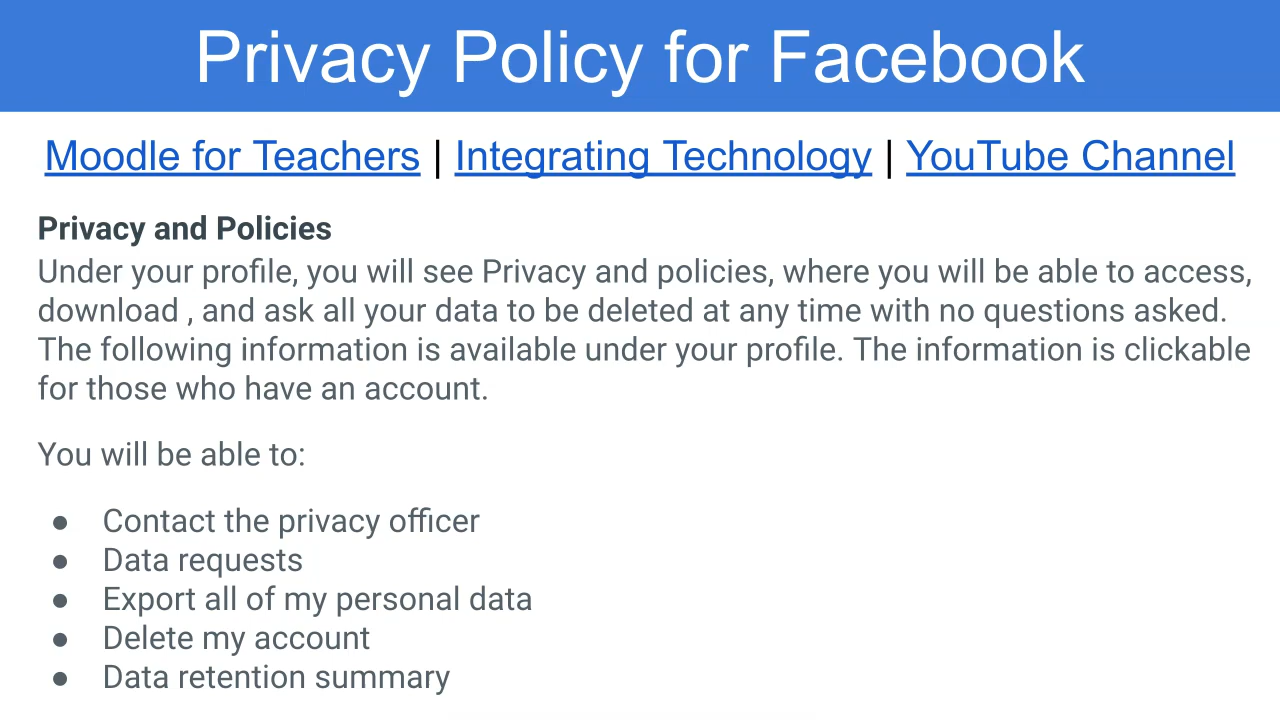 Privacy Policy for Facebook
Moodle for Teachers | Integrating Technology | YouTube Channel
Privacy and Policies
Under your profile, you will see Privacy and policies, where you will be able to access,
download , and ask all your data to be deleted at any time with no questions asked.
The following information is available under your profile. The information is clickable
for those who have an account.
You will be able to:
● Contact the privacy officer
● Data requests
● Export all of my personal data
● Delete my account
● Data retention summary